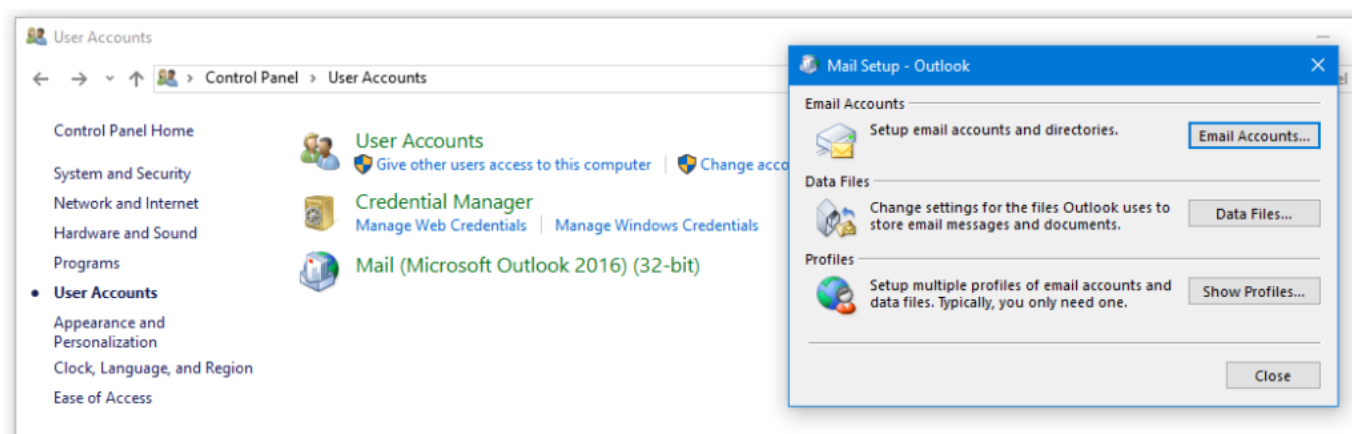 User Accounts
Control Panel > User Accounts
Control Panel Home
System and Security
Network and Internet
Hardware and Sound
Programs
User Accounts
Appearance and
Personalization
Clock, Language, and Region
Ease of Access
User Accounts
Give other users access to this computer
Change acco
Credential Manager
Manage Web Credentials
Manage Windows Credentials
Mail (Microsoft Outlook 2016) (32-bit)
Mail Setup - Outlook
Email Accounts
Setup email accounts and directories.
Email Accounts...
Data Files
Change settings for the files Outlook uses to
store email messages and documents.
Data Files...
Profiles
Setup multiple profiles of email accounts and
data files. Typically, you only need one.
Show Profiles...
Close